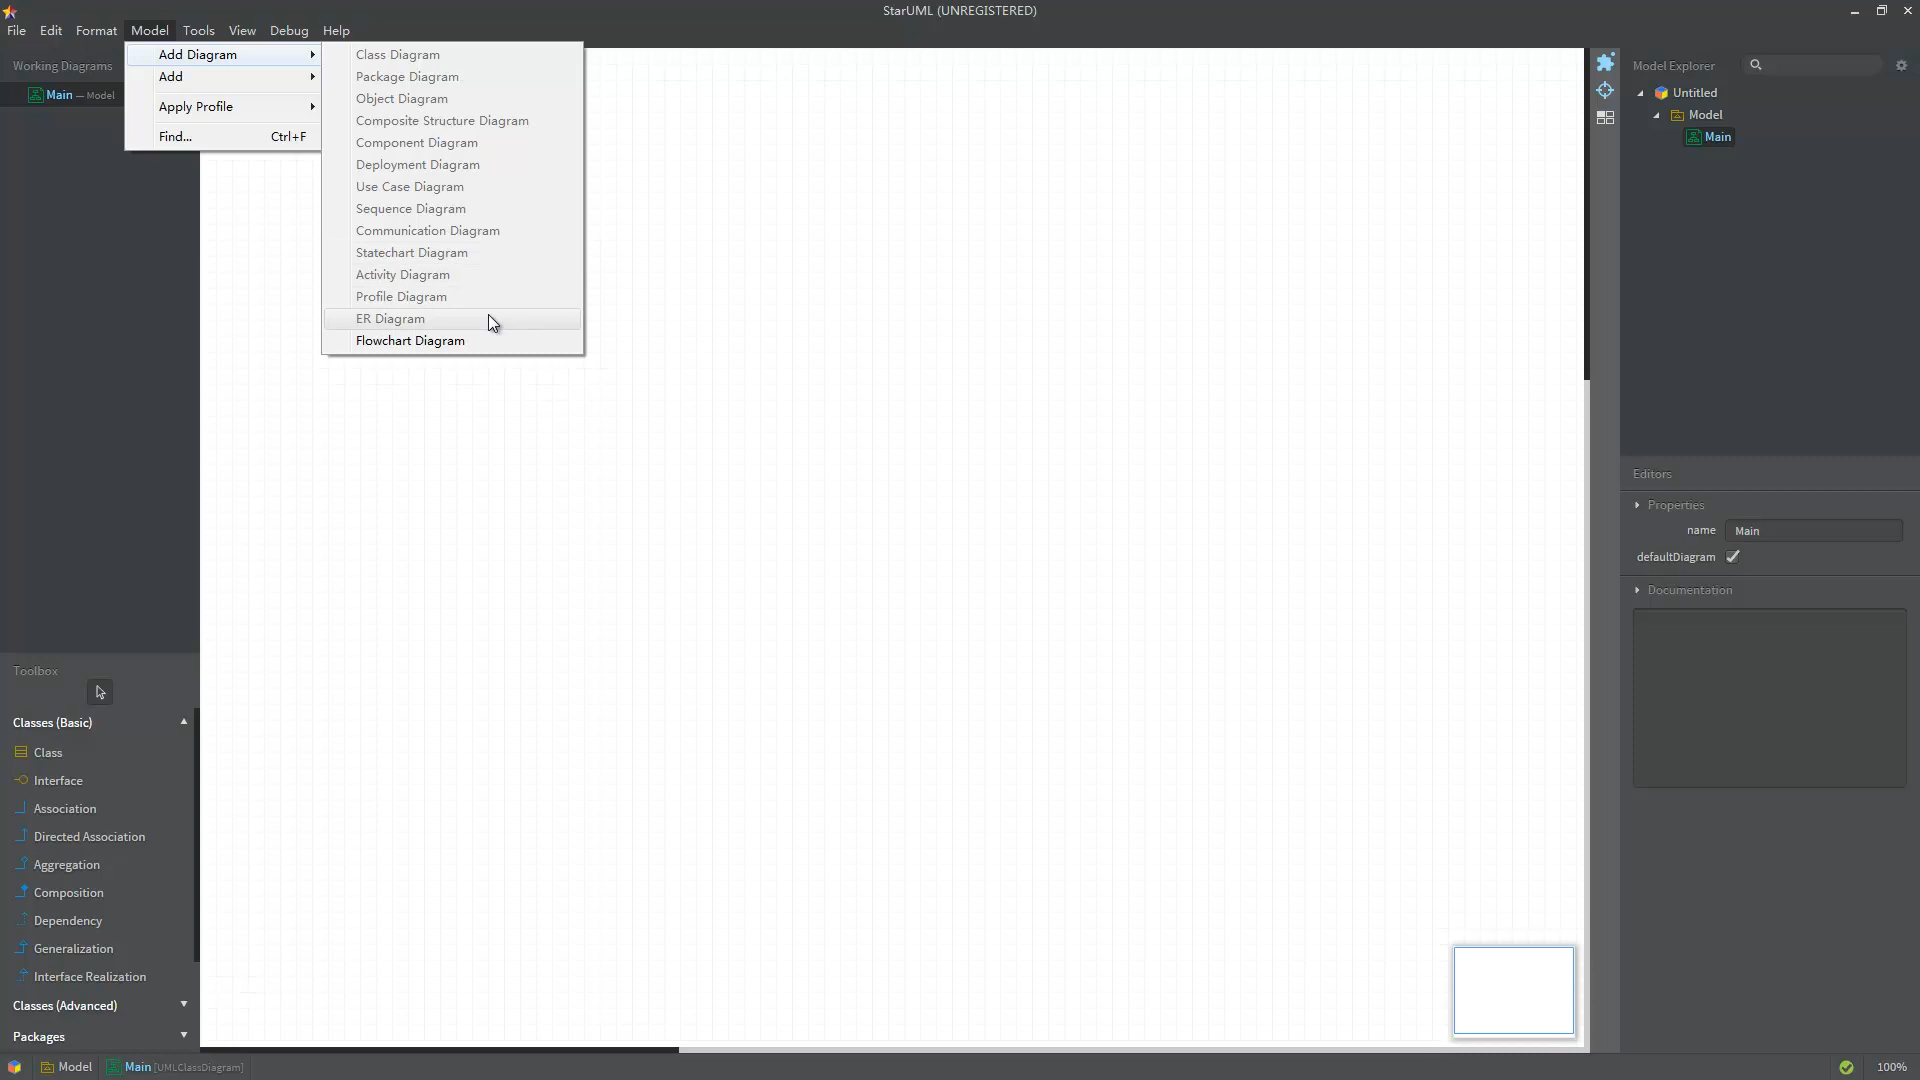 StarUML (UNREGISTERED)
File Edit Format Model Tools View Debug Help
Working Diagrams
Main — Model
Add Diagram
Add
Apply Profile
Find... Ctrl+F
Class Diagram
Package Diagram
Object Diagram
Composite Structure Diagram
Component Diagram
Deployment Diagram
Use Case Diagram
Sequence Diagram
Communication Diagram
Statechart Diagram
Activity Diagram
Profile Diagram
ER Diagram
Flowchart Diagram
Model Explorer
Untitled
Model
Main
Editors
Properties
name Main
defaultDiagram
Documentation
Toolbox
Classes (Basic)
Class
Interface
Association
Directed Association
Aggregation
Composition
Dependency
Generalization
Interface Realization
Classes (Advanced)
Packages
Model Main [UMLClassDiagram]
100%